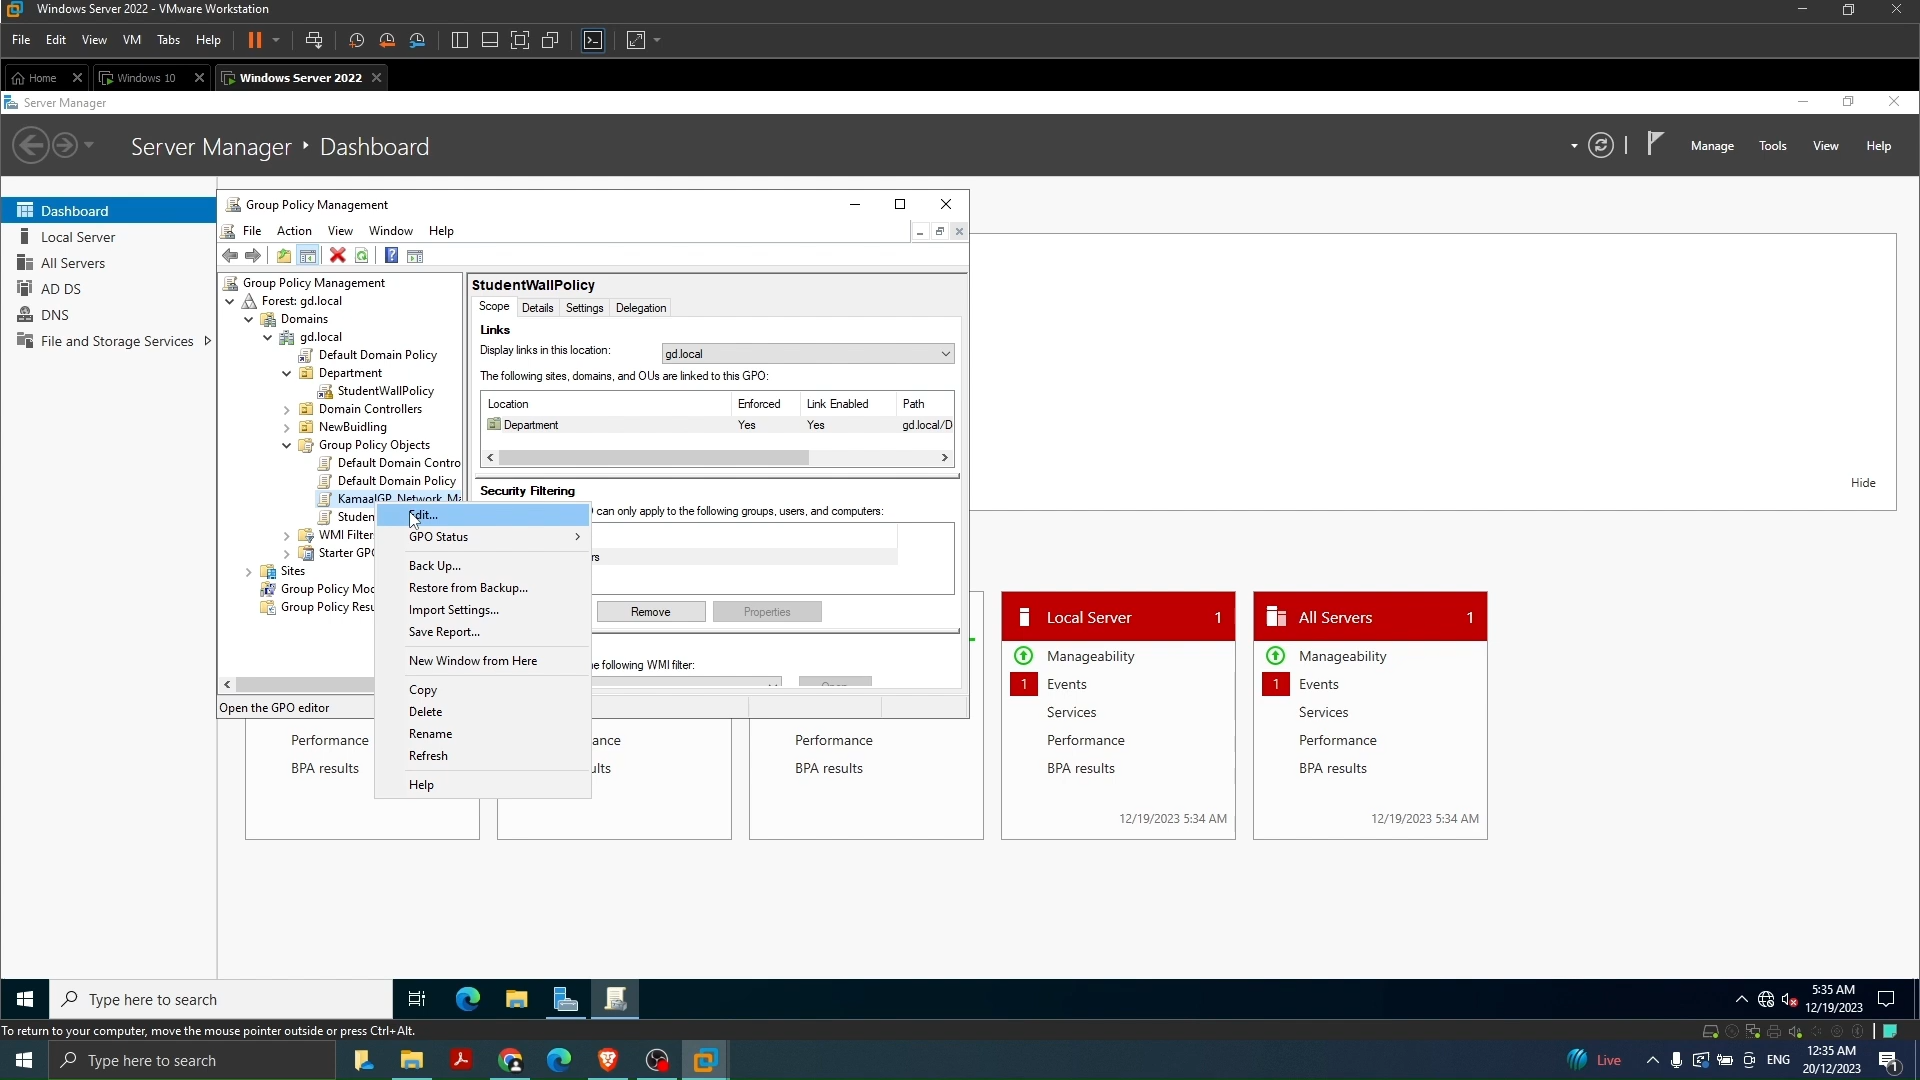 Windows Server 2022 - VMware Workstation
File Edit View VM Tabs Help
Home Windows 10 Windows Server 2022
Server Manager
Server Manager Dashboard
Manage Tools View Help
Dashboard
Local Server
All Servers
AD DS
DNS
File and Storage Services
Group Policy Management
File Action View Window Help
Group Policy Management
Forest: gd.local
Domains
gd.local
Default Domain Policy
Department
StudentWallPolicy
Domain Controllers
NewBuidling
Group Policy Objects
Default Domain Contro
Default Domain Policy
KamaalGP_Network_Ma
Studen
WMI Filter
Starter GPO
Sites
Group Policy Mod
Group Policy Resu
Open the GPO editor
StudentWallPolicy
Scope Details Settings Delegation
Links
Display links in this location: gd.local
The following sites, domains, and OUs are linked to this GPO:
Location Enforced Link Enabled Path
Department Yes Yes gd.local/D
Security Filtering
can only apply to the following groups, users, and computers:
rs
Remove Properties
e following WMI filter:
Open
Edit...
GPO Status
Back Up...
Restore from Backup...
Import Settings...
Save Report...
New Window from Here
Copy
Delete
Rename
Refresh
Help
Hide
Performance
BPA results
ance
ults
Performance
BPA results
Local Server 1
Manageability
1 Events
Services
Performance
BPA results
12/19/2023 5:34 AM
All Servers 1
Manageability
1 Events
Services
Performance
BPA results
12/19/2023 5:34 AM
Type here to search
5:35 AM
12/19/2023
To return to your computer, move the mouse pointer outside or press Ctrl+Alt.
Type here to search
Live
ENG
12:35 AM
20/12/2023
1